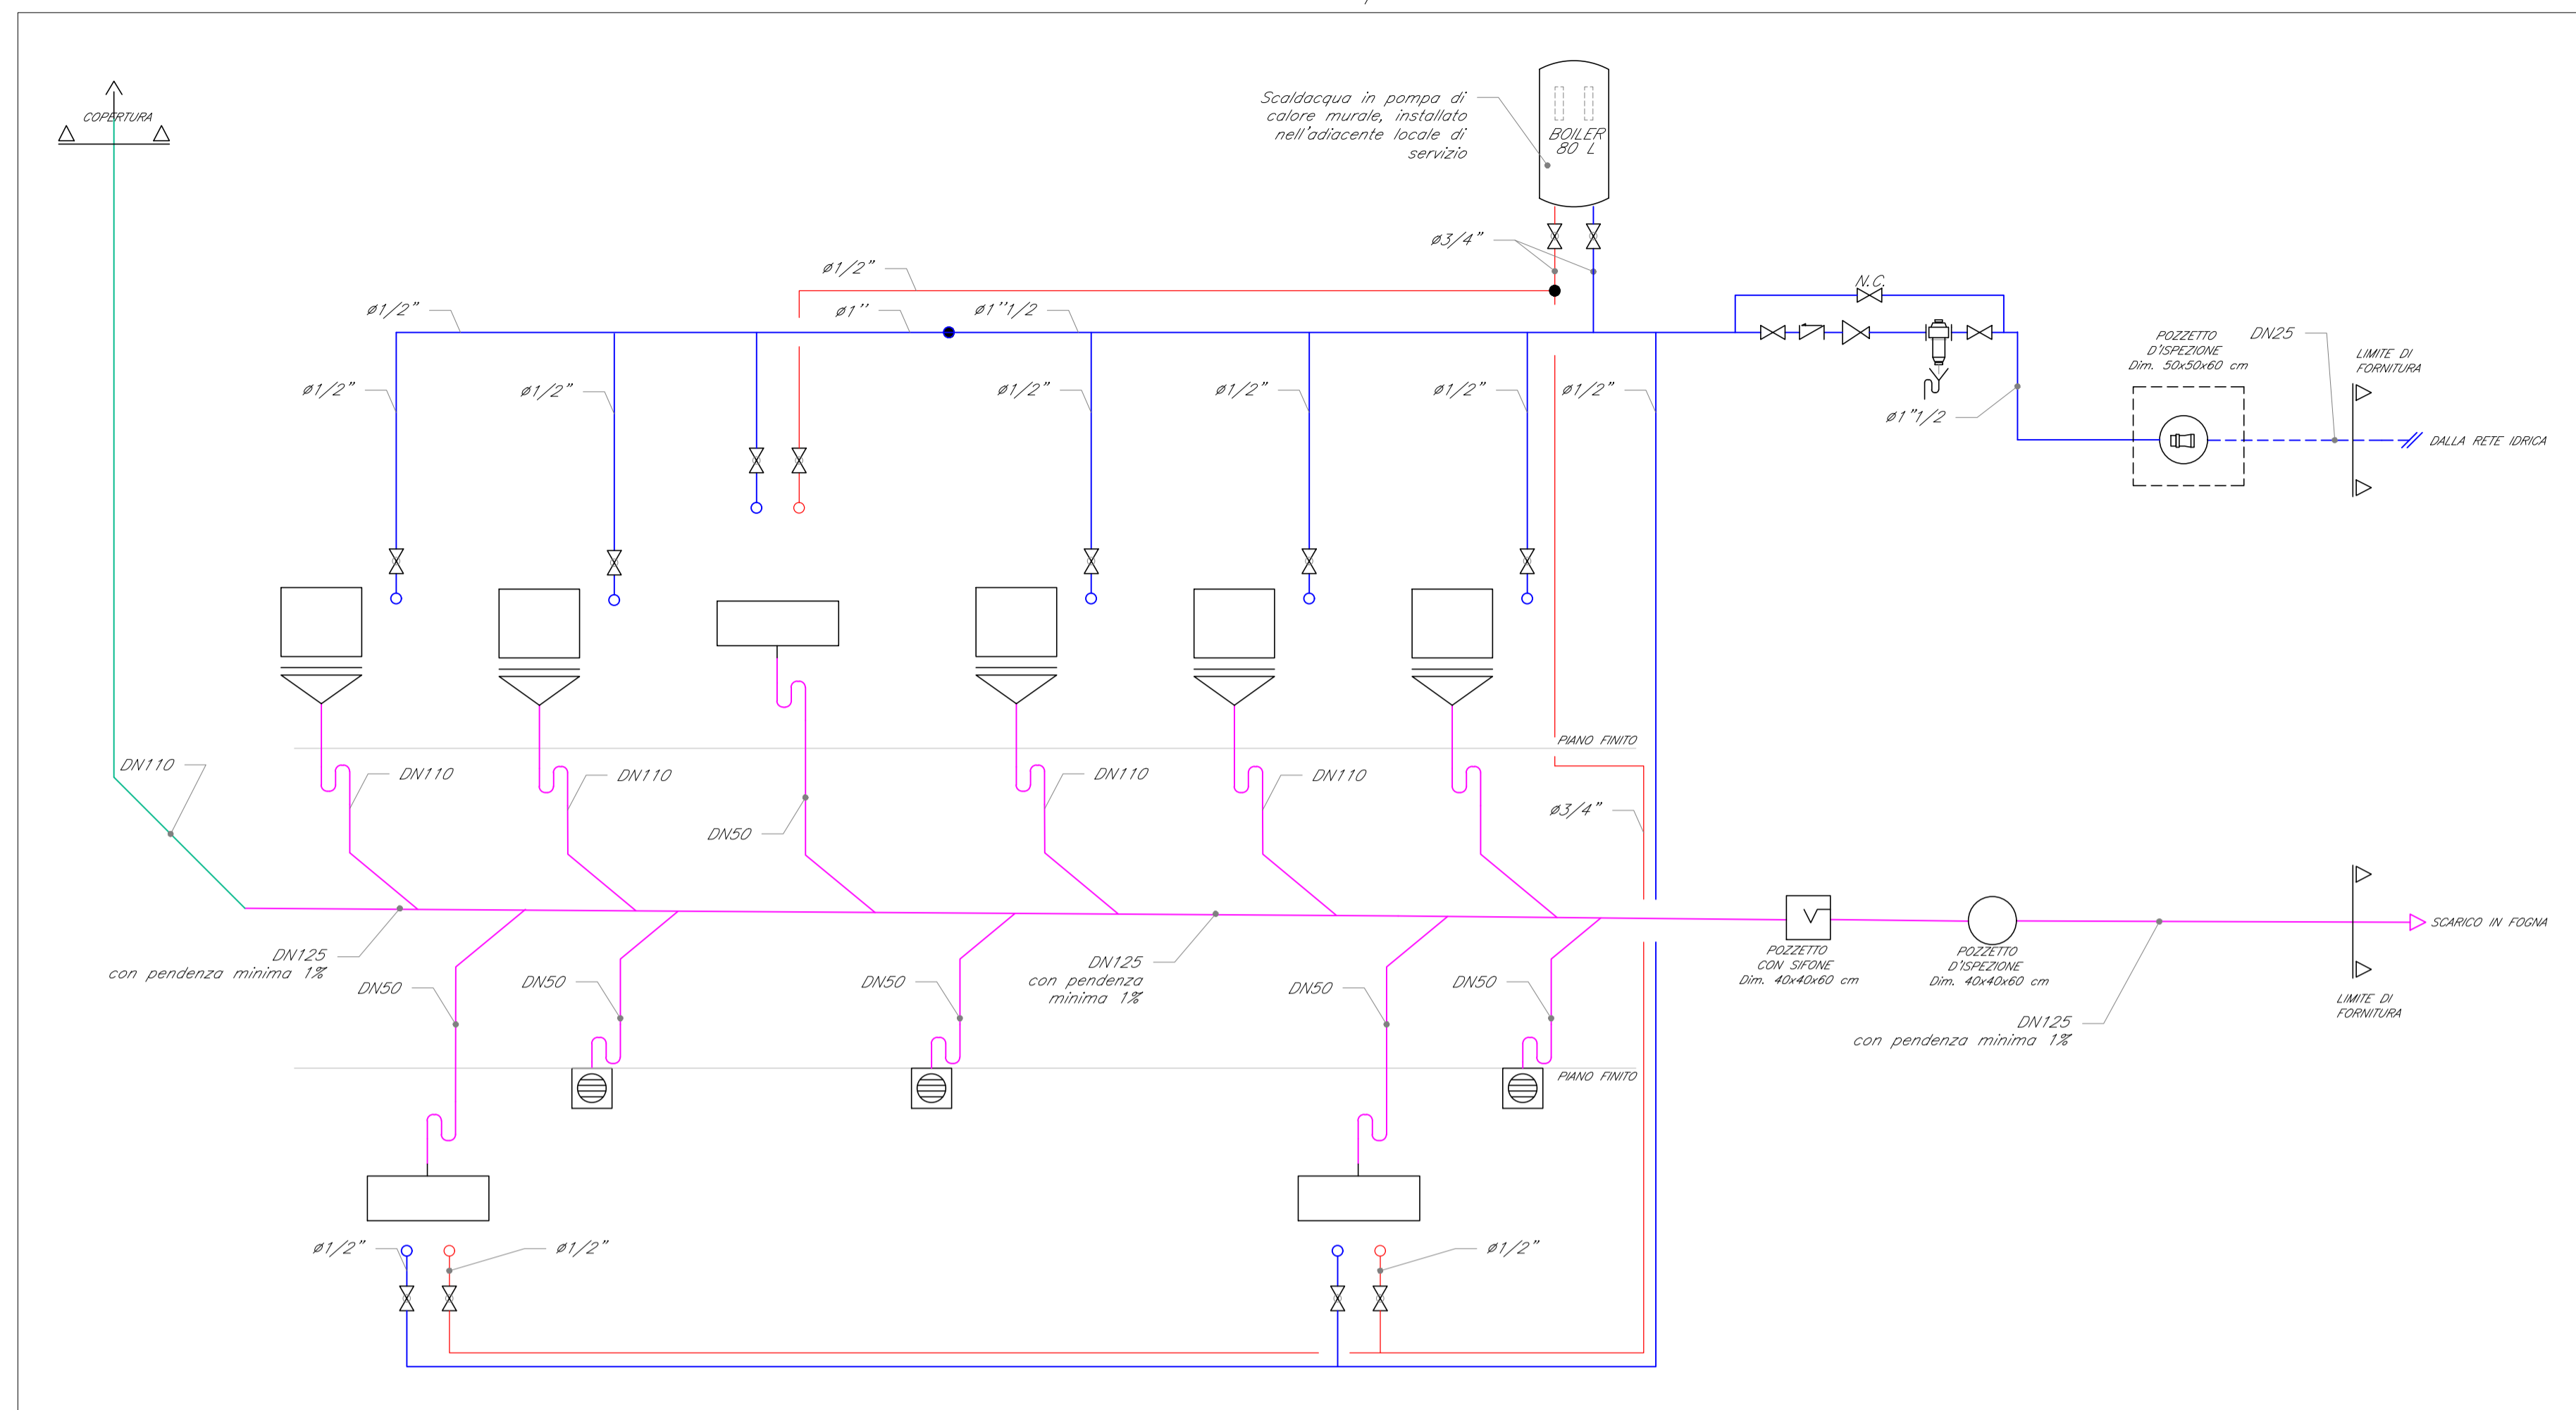 COPERTURA
Scaldacqua in pompa di
calore murale, installato
nell'adiacente locale di
servizio
BOILER
80 L
ø3/4"
ø1/2"
ø1/2"
ø1''
ø1''1/2
N.C.
POZZETTO
D'ISPEZIONE
Dim. 50x50x60 cm
DN25
LIMITE DI
FORNITURA
ø1/2"
ø1/2"
ø1/2"
ø1/2"
ø1/2"
ø1/2"
ø1"1/2
DALLA RETE IDRICA
PIANO FINITO
DN110
DN110
DN110
DN110
DN110
DN50
ø3/4"
DN125
con pendenza minima 1%
DN125
con pendenza
minima 1%
POZZETTO
CON SIFONE
Dim. 40x40x60 cm
POZZETTO
D'ISPEZIONE
Dim. 40x40x60 cm
SCARICO IN FOGNA
DN50
DN50
DN50
DN50
DN50
LIMITE DI
FORNITURA
DN125
con pendenza minima 1%
PIANO FINITO
ø1/2"
ø1/2"
ø1/2"